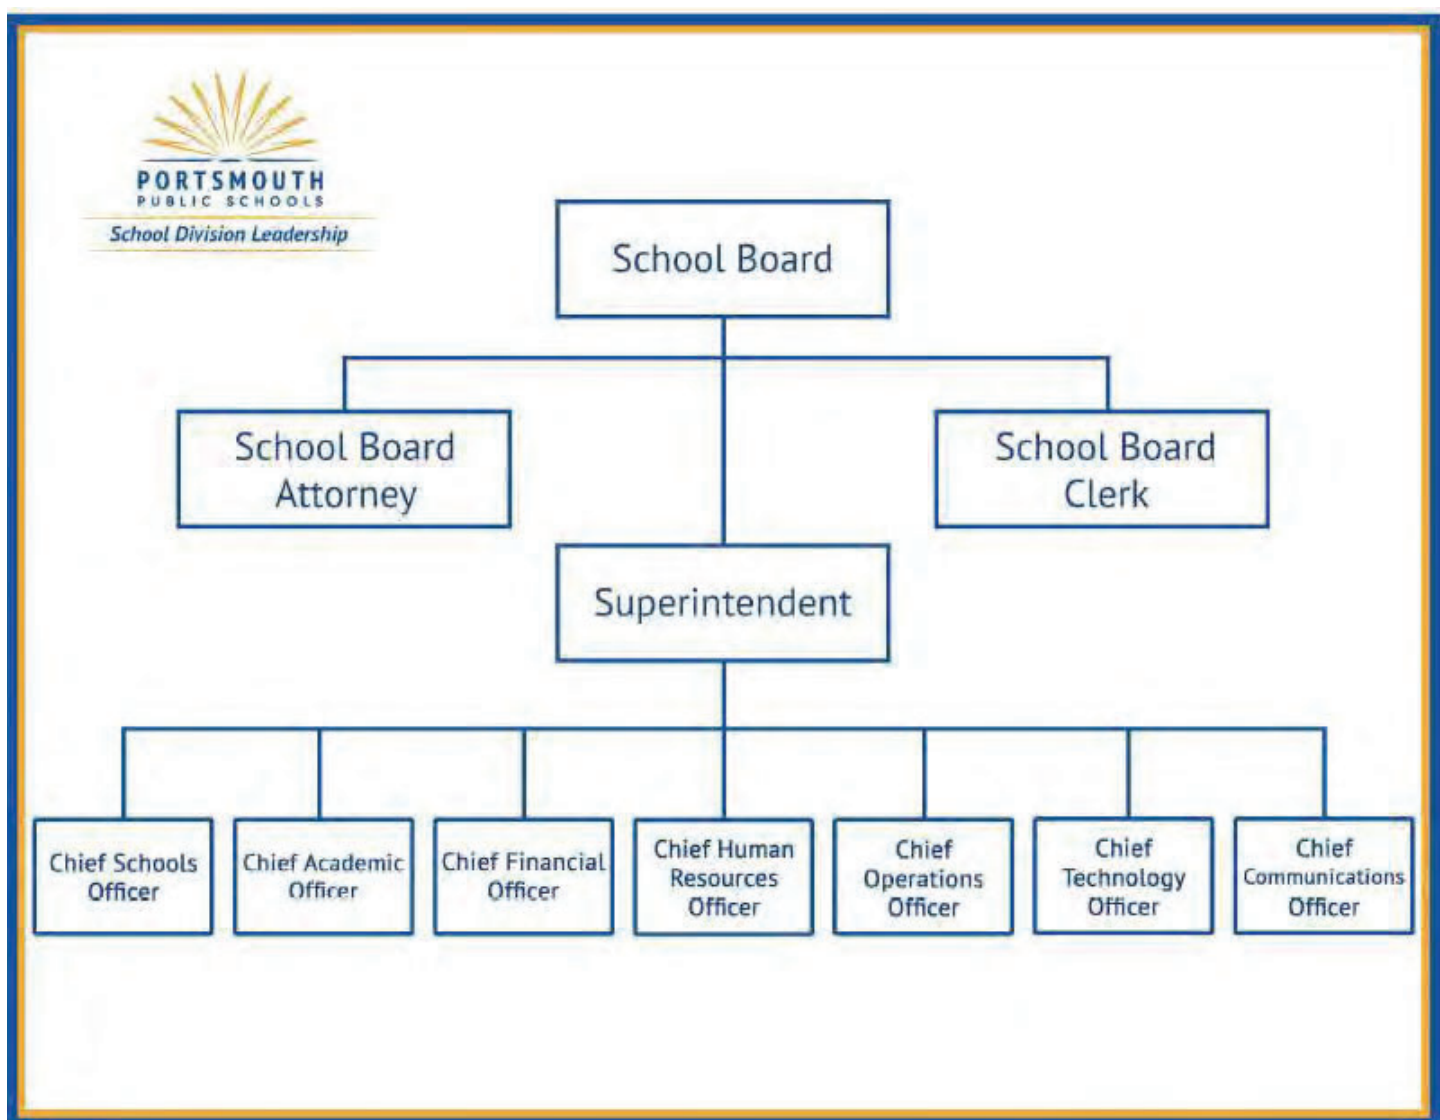 PORTSMOUTH
PUBLIC SCHOOLS
School Division Leadership
School Board
School Board
Attorney
School Board
Clerk
Superintendent
Chief Schools
Officer
Chief Academic
Officer
Chief Financial
Officer
Chief Human
Resources
Officer
Chief
Operations
Officer
Chief
Technology
Officer
Chief
Communications
Officer